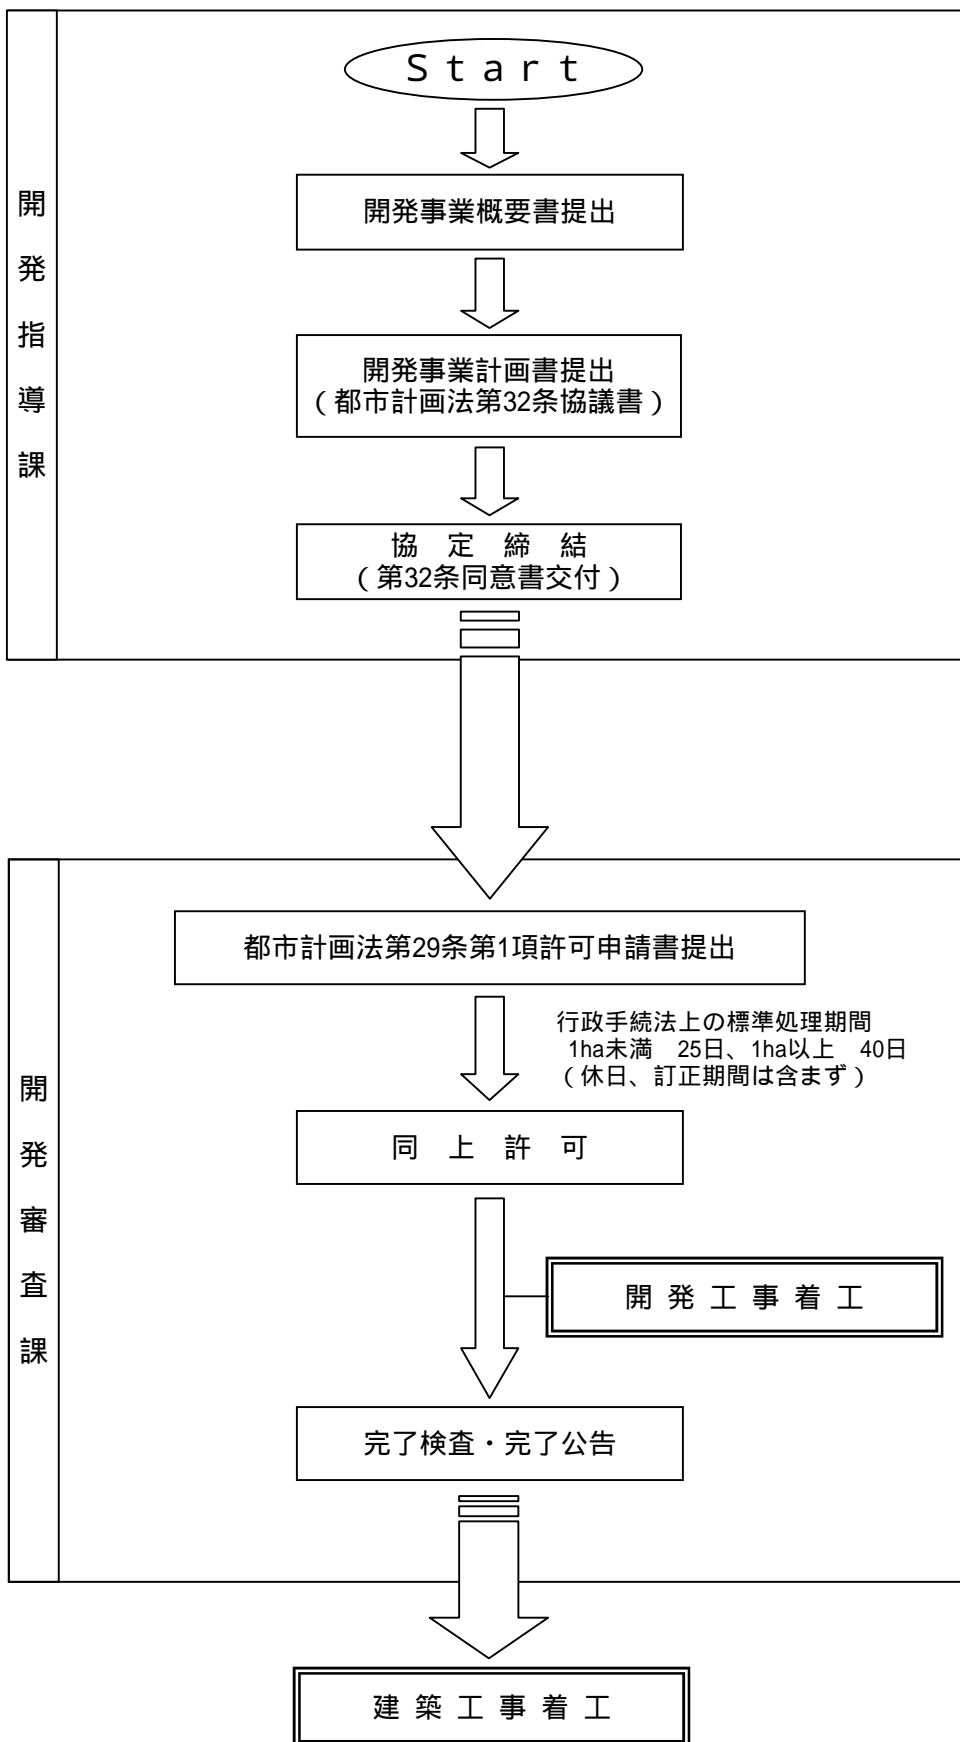 Start
開発指導課
開発事業概要書提出
開発事業計画書提出
（都市計画法第32条協議書）
協　定　締　結
（第32条同意書交付）
開発審査課
都市計画法第29条第1項許可申請書提出
行政手続法上の標準処理期間
1ha未満　25日、1ha以上　40日
（休日、訂正期間は含まず）
同　上　許　可
開 発 工 事 着 工
完了検査・完了公告
建 築 工 事 着 工